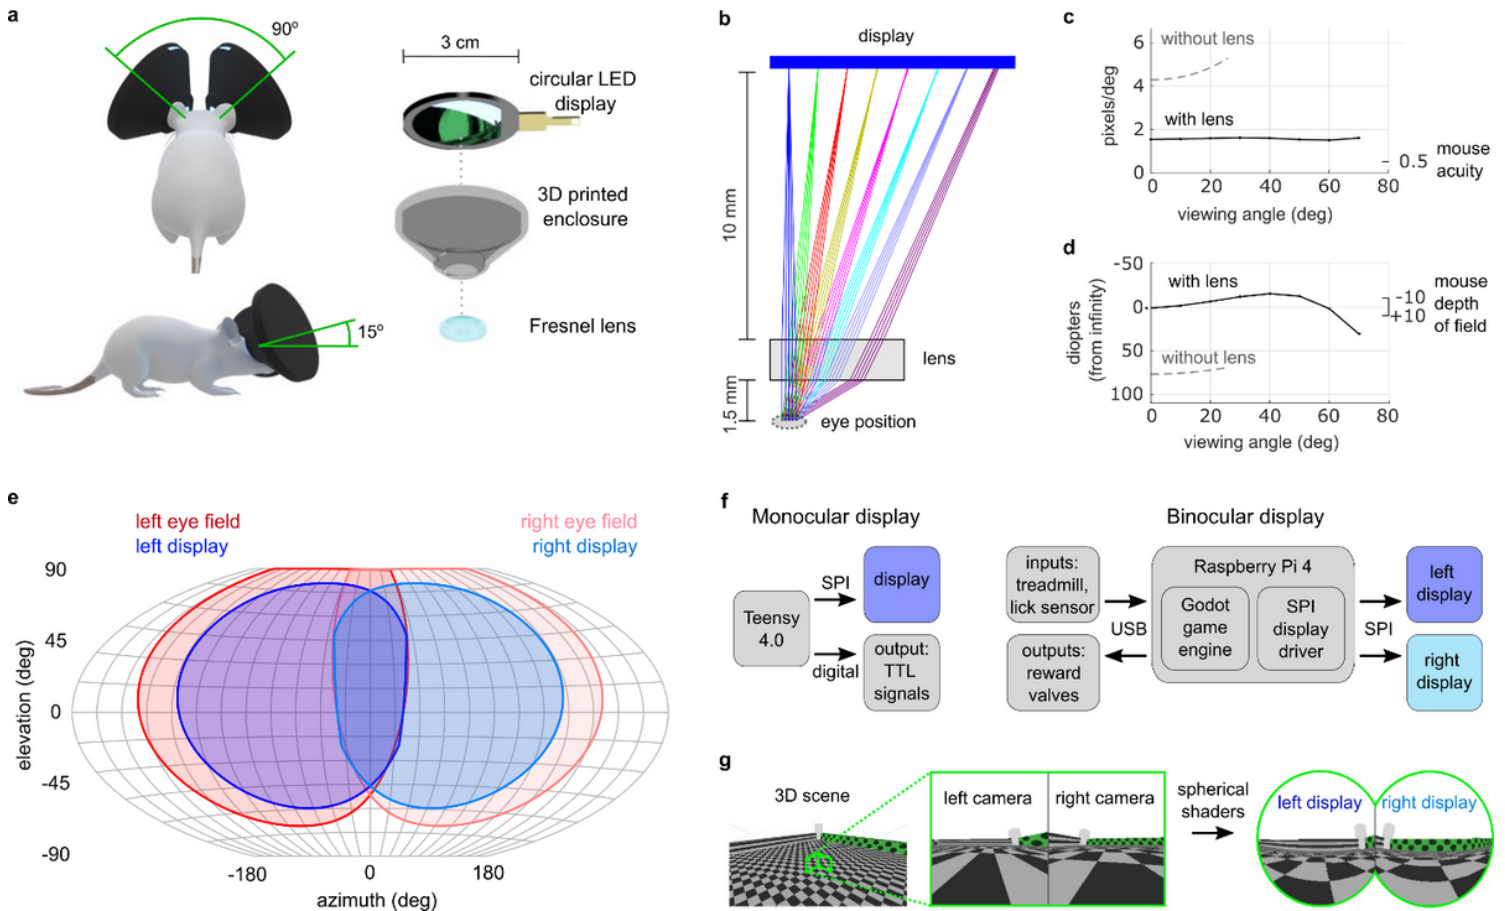 a
90º
3 cm
circular LED
display
3D printed
enclosure
Fresnel lens
15º
b
display
10 mm
lens
1.5 mm
eye position
c
pixels/deg
6
4
2
0
without lens
with lens
0.5
mouse
acuity
0
20
40
60
80
viewing angle (deg)
d
diopters
(from infinity)
-50
0
50
100
with lens
without lens
-10
+10
mouse
depth
of field
0
20
40
60
80
viewing angle (deg)
e
left eye field
left display
right eye field
right display
elevation (deg)
90
45
0
-45
-90
-180
0
180
azimuth (deg)
f
Monocular display
Teensy
4.0
SPI
digital
display
output:
TTL
signals
Binocular display
inputs:
treadmill,
lick sensor
outputs:
reward
valves
USB
Raspberry Pi 4
Godot
game
engine
SPI
display
driver
SPI
left
display
right
display
g
3D scene
left camera
right camera
spherical
shaders
left display
right display